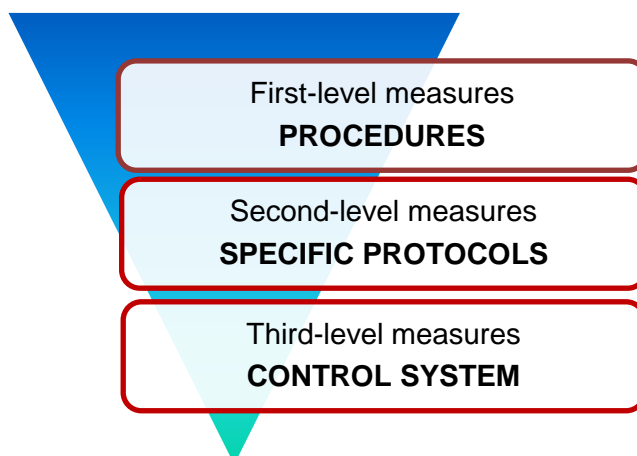 First-level measures
PROCEDURES
Second-level measures
SPECIFIC PROTOCOLS
Third-level measures
CONTROL SYSTEM